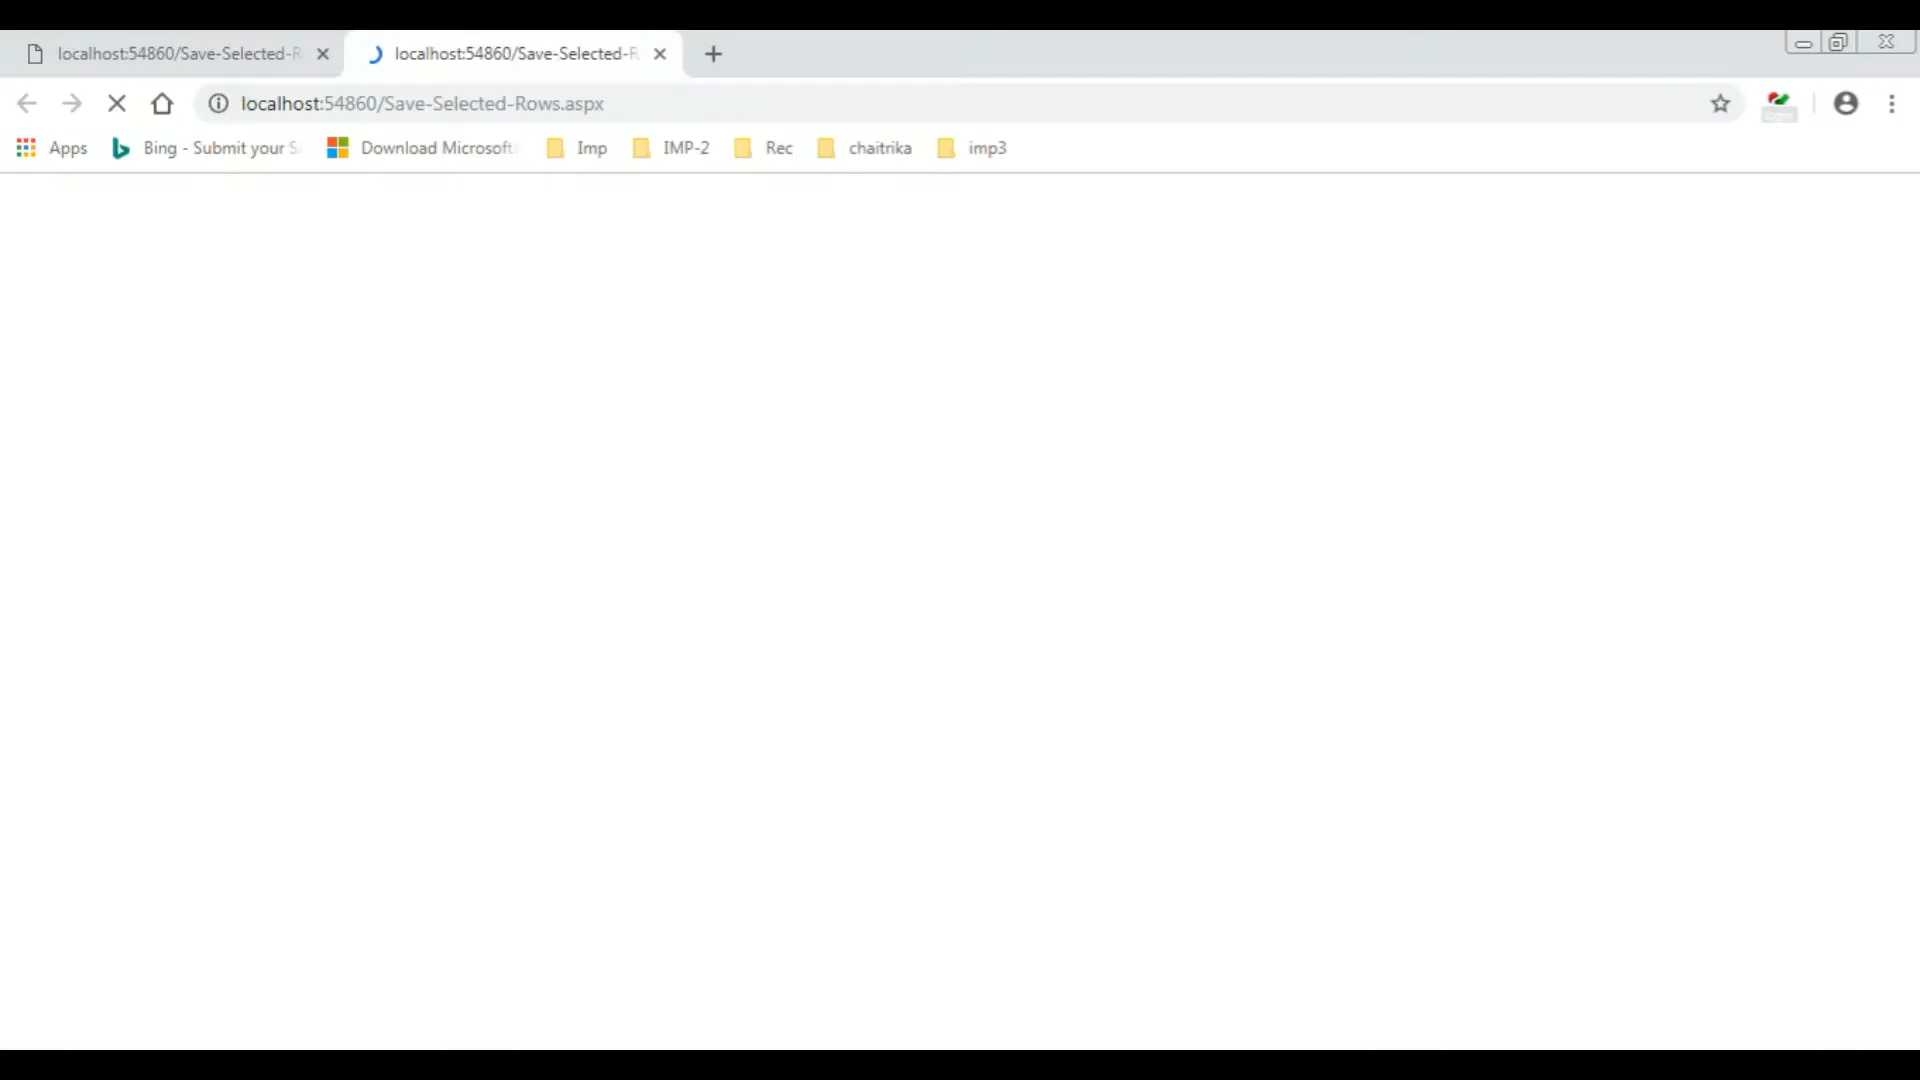 localhost:54860/Save-Selected-R localhost:54860/Save-Selected-R
localhost:54860/Save-Selected-Rows.aspx
Apps Bing - Submit your S Download Microsoft Imp IMP-2 Rec chaitrika imp3